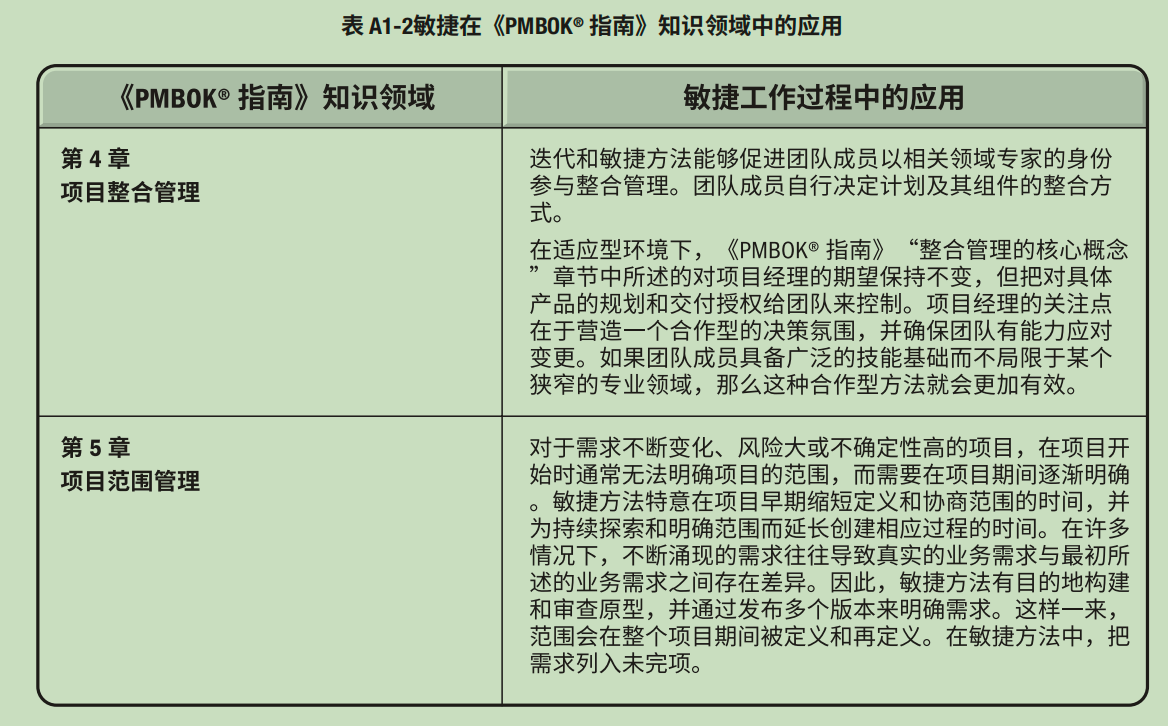 表 A1-2敏捷在《PMBOK® 指南》知识领域中的应用
《PMBOK® 指南》知识领域
敏捷工作过程中的应用
第 4 章
项目整合管理
迭代和敏捷方法能够促进团队成员以相关领域专家的身份
参与整合管理。团队成员自行决定计划及其组件的整合方
式。
在适应型环境下，《PMBOK® 指南》“整合管理的核心概念
”章节中所述的对项目经理的期望保持不变，但把对具体
产品的规划和交付授权给团队来控制。项目经理的关注点
在于营造一个合作型的决策氛围，并确保团队有能力应对
变更。如果团队成员具备广泛的技能基础而不局限于某个
狭窄的专业领域，那么这种合作型方法就会更加有效。
第 5 章
项目范围管理
对于需求不断变化、风险大或不确定性高的项目，在项目开
始时通常无法明确项目的范围，而需要在项目期间逐渐明确
。敏捷方法特意在项目早期缩短定义和协商范围的时间，并
为持续探索和明确范围而延长创建相应过程的时间。在许多
情况下，不断涌现的需求往往导致真实的业务需求与最初所
述的业务需求之间存在差异。因此，敏捷方法有目的地构建
和审查原型，并通过发布多个版本来明确需求。这样一来，
范围会在整个项目期间被定义和再定义。在敏捷方法中，把
需求列入未完项。